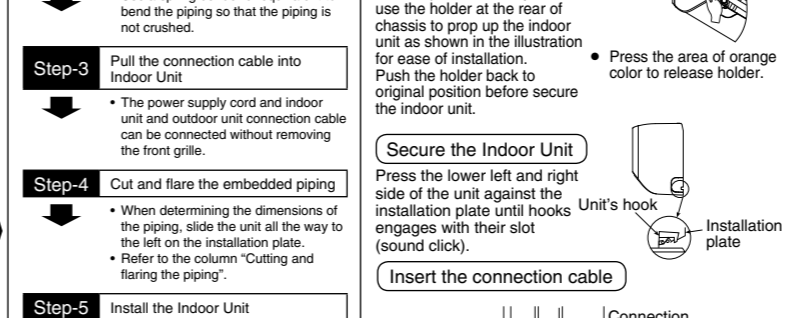 bend the piping so that the piping is
not crushed.
Step-3
Pull the connection cable into
Indoor Unit
• The power supply cord and indoor
unit and outdoor unit connection cable
can be connected without removing
the front grille.
Step-4
Cut and flare the embedded piping
• When determining the dimensions of
the piping, slide the unit all the way to
the left on the installation plate.
• Refer to the column “Cutting and
flaring the piping”.
Step-5
Install the Indoor Unit
use the holder at the rear of
chassis to prop up the indoor
unit as shown in the illustration
for ease of installation.
Push the holder back to
original position before secure
the indoor unit.
• Press the area of orange
color to release holder.
Secure the Indoor Unit
Press the lower left and right
side of the unit against the
installation plate until hooks
engages with their slot
(sound click).
Unit's hook
Installation
plate
Insert the connection cable
Connection